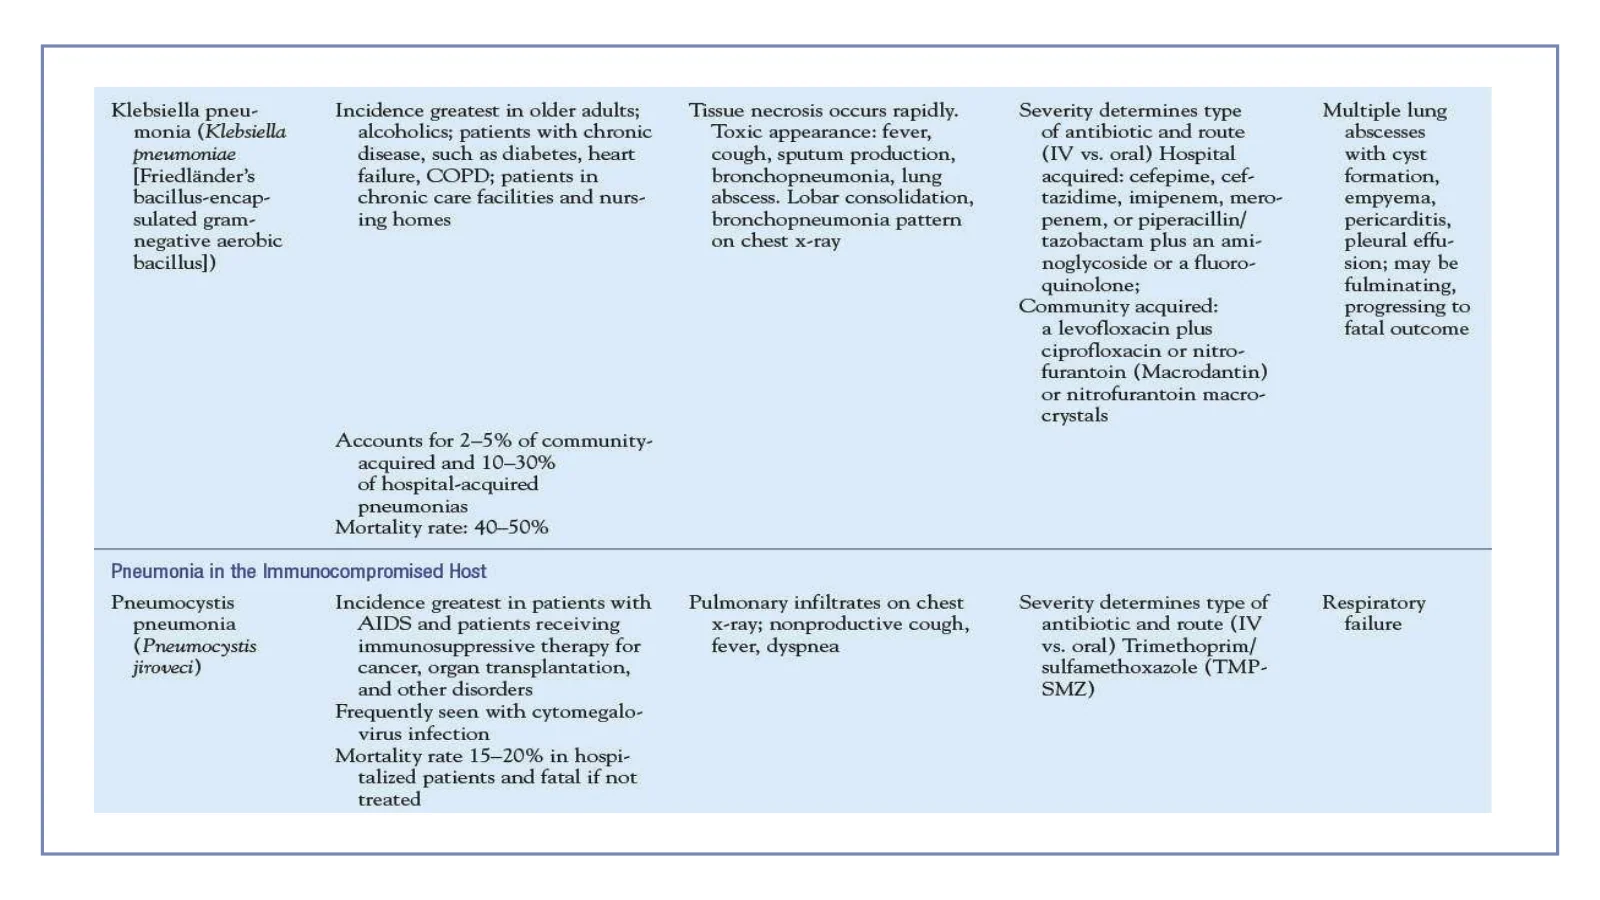 Klebsiella pneu-
monia (Klebsiella
pneumoniae
[Friedländer's
bacillus-encap-
sulated gram-
negative aerobic
bacillus])
Incidence greatest in older adults;
alcoholics; patients with chronic
disease, such as diabetes, heart
failure, COPD; patients in
chronic care facilities and nurs-
ing homes
Accounts for 2–5% of community-
acquired and 10–30%
of hospital-acquired
pneumonias
Mortality rate: 40–50%
Tissue necrosis occurs rapidly.
Toxic appearance: fever,
cough, sputum production,
bronchopneumonia, lung
abscess. Lobar consolidation,
bronchopneumonia pattern
on chest x-ray
Severity determines type
of antibiotic and route
(IV vs. oral) Hospital
acquired: cefepime, cef-
tazidime, imipenem, mero-
penem, or piperacillin/
tazobactam plus an ami-
noglycoside or a fluoro-
quinolone;
Community acquired:
a levofloxacin plus
ciprofloxacin or nitro-
furantoin (Macrodantin)
or nitrofurantoin macro-
crystals
Multiple lung
abscesses
with cyst
formation,
empyema,
pericarditis,
pleural effu-
sion; may be
fulminating,
progressing to
fatal outcome
Pneumonia in the Immunocompromised Host
Pneumocystis
pneumonia
(Pneumocystis
jiroveci)
Incidence greatest in patients with
AIDS and patients receiving
immunosuppressive therapy for
cancer, organ transplantation,
and other disorders
Frequently seen with cytomegalo-
virus infection
Mortality rate 15–20% in hospi-
talized patients and fatal if not
treated
Pulmonary infiltrates on chest
x-ray; nonproductive cough,
fever, dyspnea
Severity determines type of
antibiotic and route (IV
vs. oral) Trimethoprim/
sulfamethoxazole (TMP-
SMZ)
Respiratory
failure